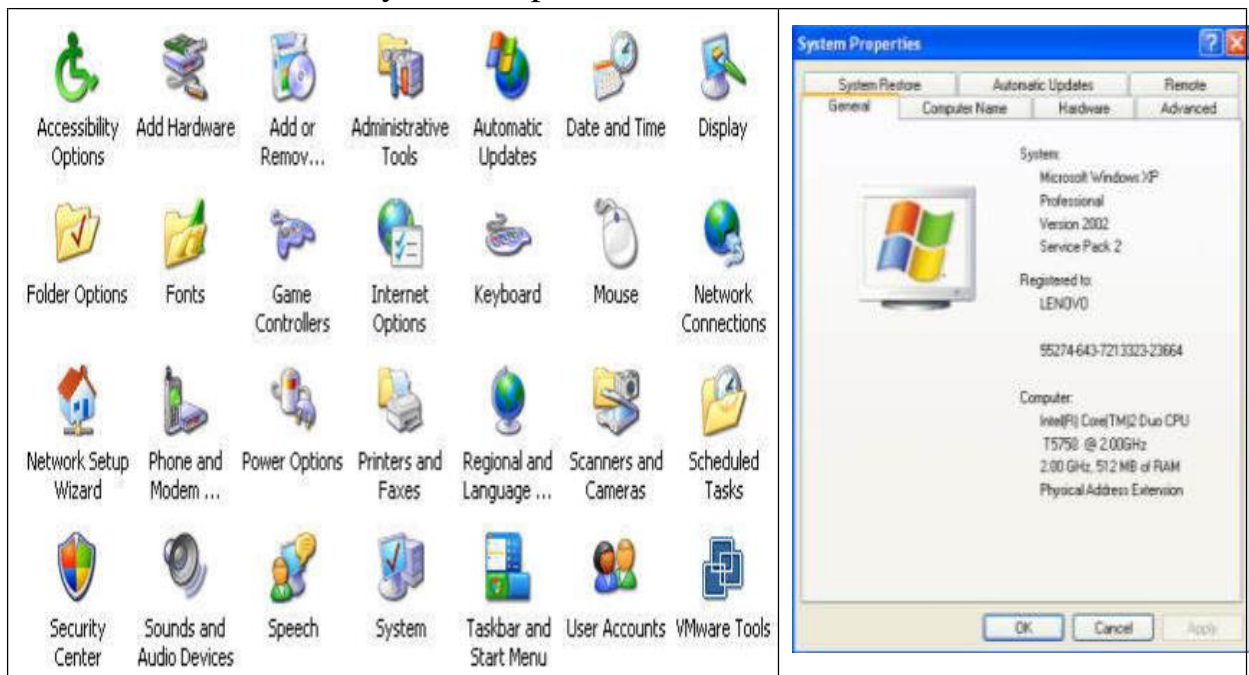 Accessibility Options
Add Hardware
Add or Remov...
Administrative Tools
Automatic Updates
Date and Time
Display
Folder Options
Fonts
Game Controllers
Internet Options
Keyboard
Mouse
Network Connections
Network Setup Wizard
Phone and Modem ...
Power Options
Printers and Faxes
Regional and Language ...
Scanners and Cameras
Scheduled Tasks
Security Center
Sounds and Audio Devices
Speech
System
Taskbar and Start Menu
User Accounts
VMware Tools
System Properties
System Restore
Automatic Updates
Remote
General
Computer Name
Hardware
Advanced
System:
Microsoft Windows XP
Professional
Version 2002
Service Pack 2
Registered to:
LENOVO
55274-643-7213323-23664
Computer:
Intel(R) Core(TM)2 Duo CPU
T5750 @ 2.00GHz
2.00 GHz, 512 MB of RAM
Physical Address Extension
OK
Cancel
Apply